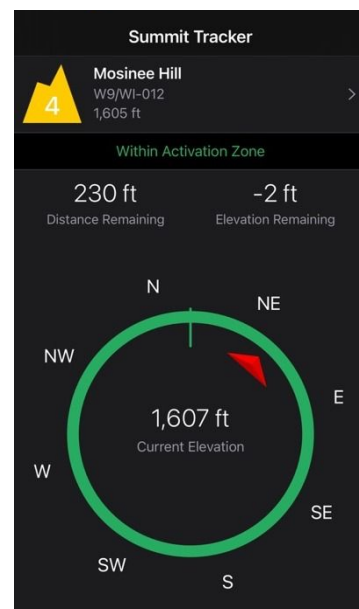 Summit Tracker
4
Mosinee Hill
W9/WI-012
1,605 ft
Within Activation Zone
230 ft
Distance Remaining
-2 ft
Elevation Remaining
N
NE
NW
E
1,607 ft
Current Elevation
W
SE
SW
S